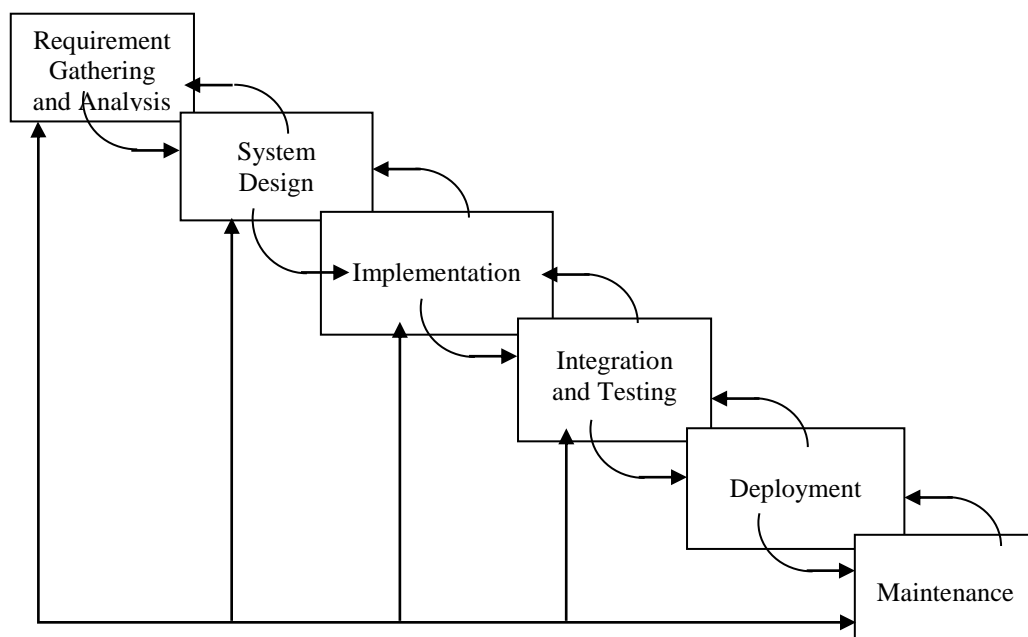 Requirement
Gathering
and Analysis
System
Design
Implementation
Integration
and Testing
Deployment
Maintenance